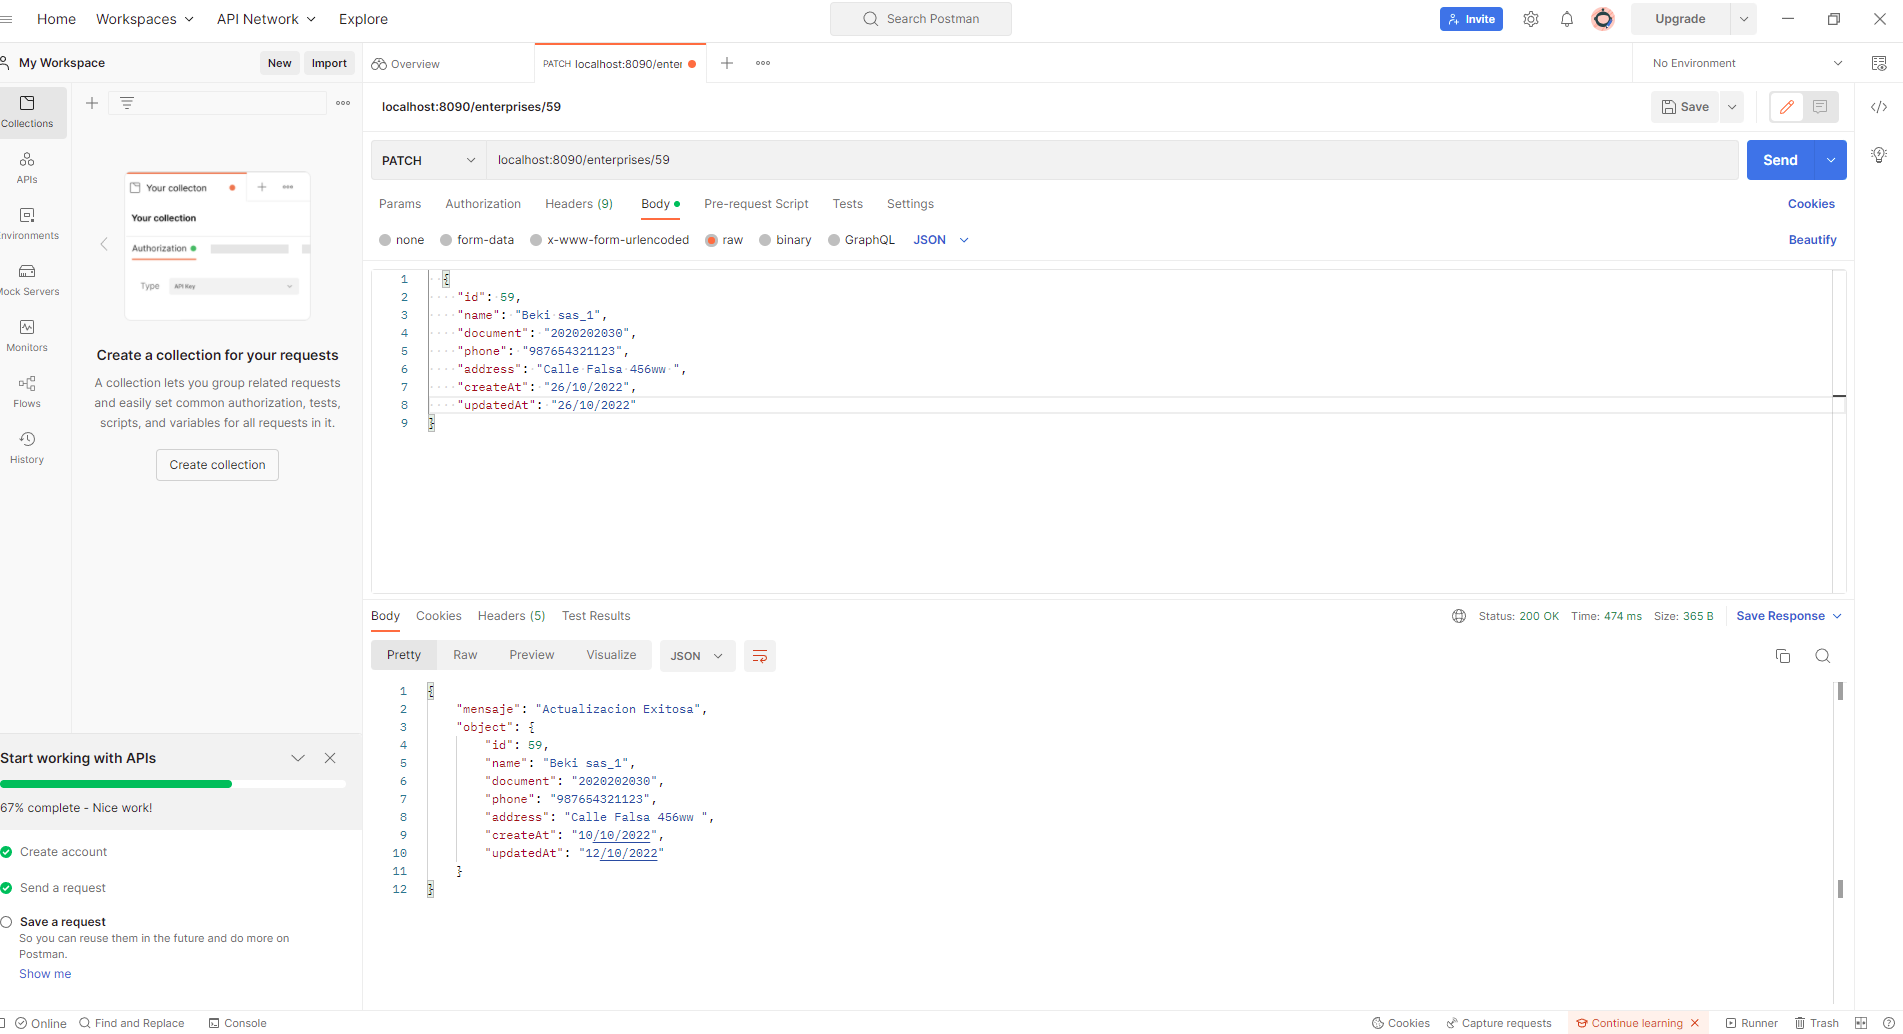 Home Workspaces API Network Explore Search Postman Invite Upgrade
My Workspace New Import Overview PATCH localhost:8090/enter No Environment
Collections
APIs
nvironments
Mock Servers
Monitors
Flows
History
Your collecton
Your collection
Authorization
Type API Key
Create a collection for your requests
A collection lets you group related requests
and easily set common authorization, tests,
scripts, and variables for all requests in it.
Create collection
Start working with APIs
67% complete - Nice work!
Create account
Send a request
Save a request
So you can reuse them in the future and do more on
Postman.
Show me
localhost:8090/enterprises/59 Save
PATCH localhost:8090/enterprises/59 Send
Params Authorization Headers (9) Body Pre-request Script Tests Settings Cookies
none form-data x-www-form-urlencoded raw binary GraphQL JSON Beautify
1 {
2 "id": 59,
3 "name": "Beki sas_1",
4 "document": "2020202030",
5 "phone": "987654321123",
6 "address": "Calle Falsa 456ww ",
7 "createAt": "26/10/2022",
8 "updatedAt": "26/10/2022"
9 }
Body Cookies Headers (5) Test Results Status: 200 OK Time: 474 ms Size: 365 B Save Response
Pretty Raw Preview Visualize JSON
1 {
2 "mensaje": "Actualizacion Exitosa",
3 "object": {
4 "id": 59,
5 "name": "Beki sas_1",
6 "document": "2020202030",
7 "phone": "987654321123",
8 "address": "Calle Falsa 456ww ",
9 "createAt": "10/10/2022",
10 "updatedAt": "12/10/2022"
11 }
12 }
Online Find and Replace Console Cookies Capture requests Continue learning Runner Trash